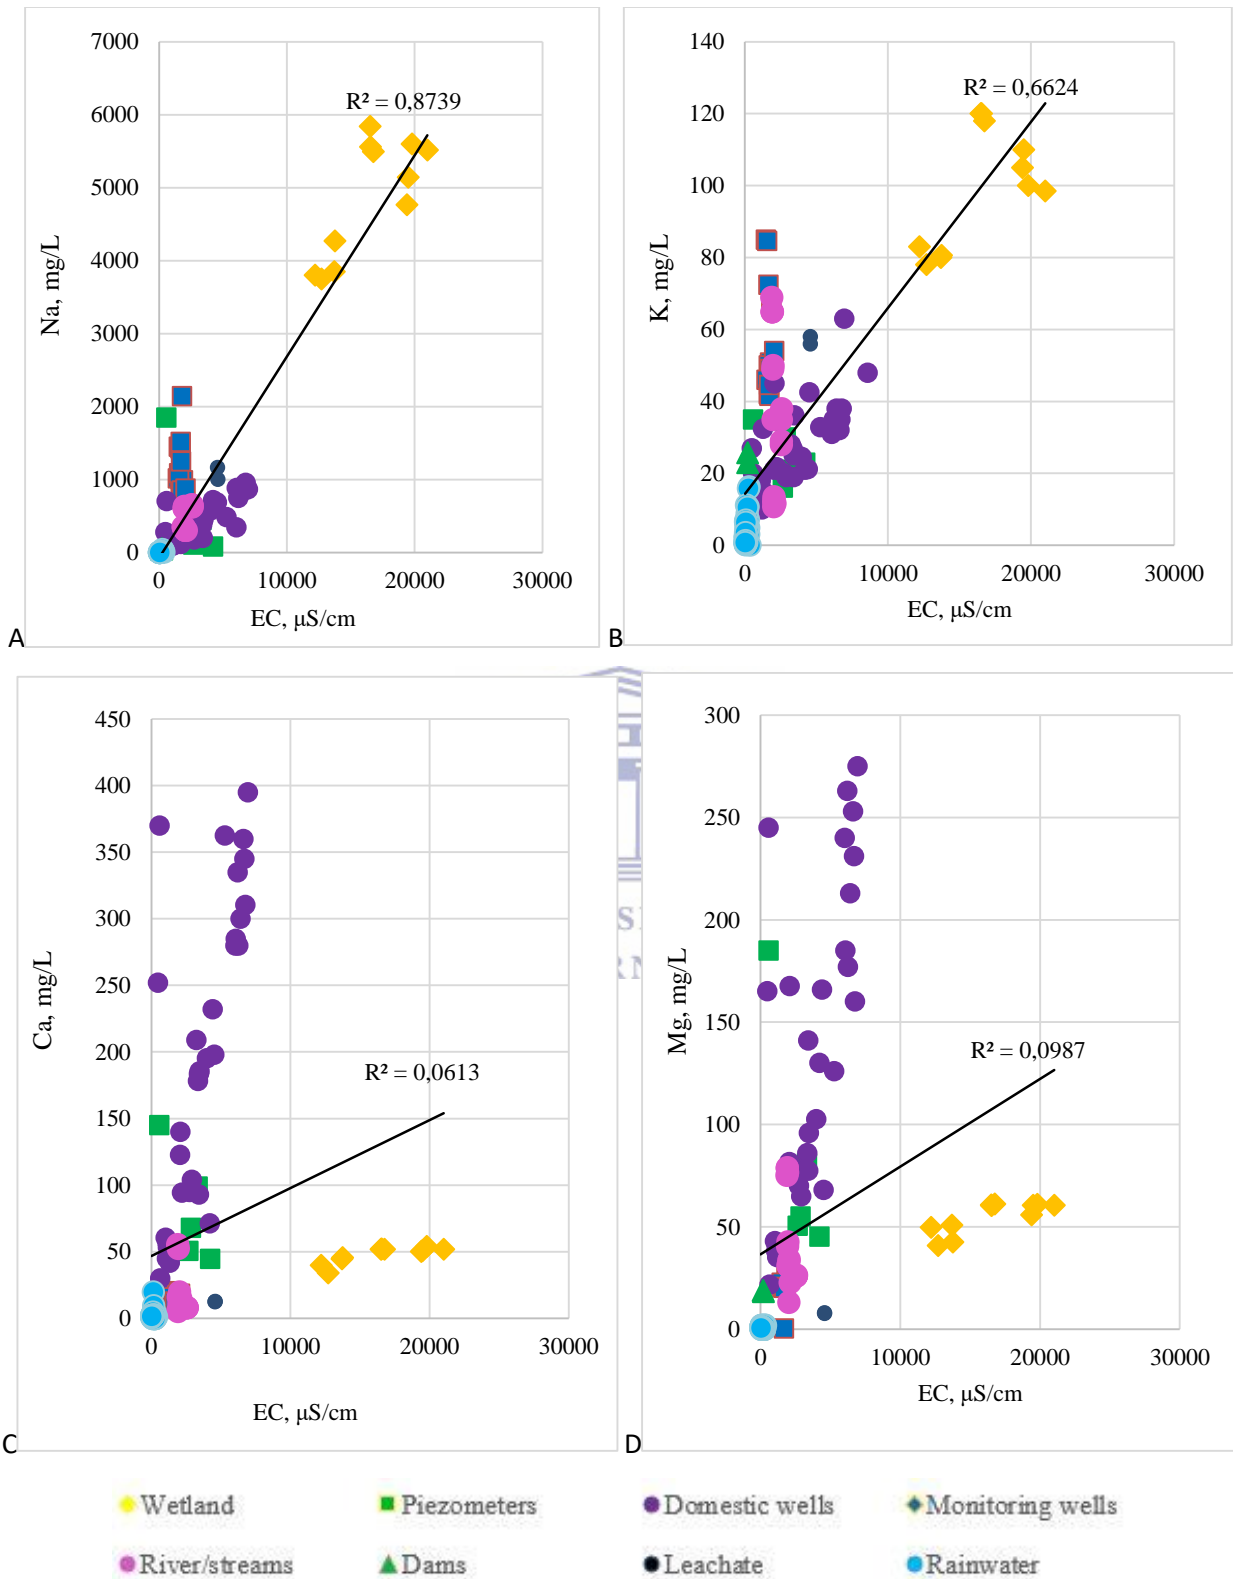 7000
6000
5000
4000
3000
2000
1000
0
Na, mg/L
R² = 0,8739
0 10000 20000 30000
EC, µS/cm
A
140
120
100
80
60
40
20
0
K, mg/L
R² = 0,6624
0 10000 20000 30000
EC, µS/cm
B
450
400
350
300
250
200
150
100
50
0
Ca, mg/L
R² = 0,0613
0 10000 20000 30000
EC, µS/cm
C
300
250
200
150
100
50
0
Mg, mg/L
R² = 0,0987
0 10000 20000 30000
EC, µS/cm
D
Wetland Piezometers Domestic wells Monitoring wells
River/streams Dams Leachate Rainwater